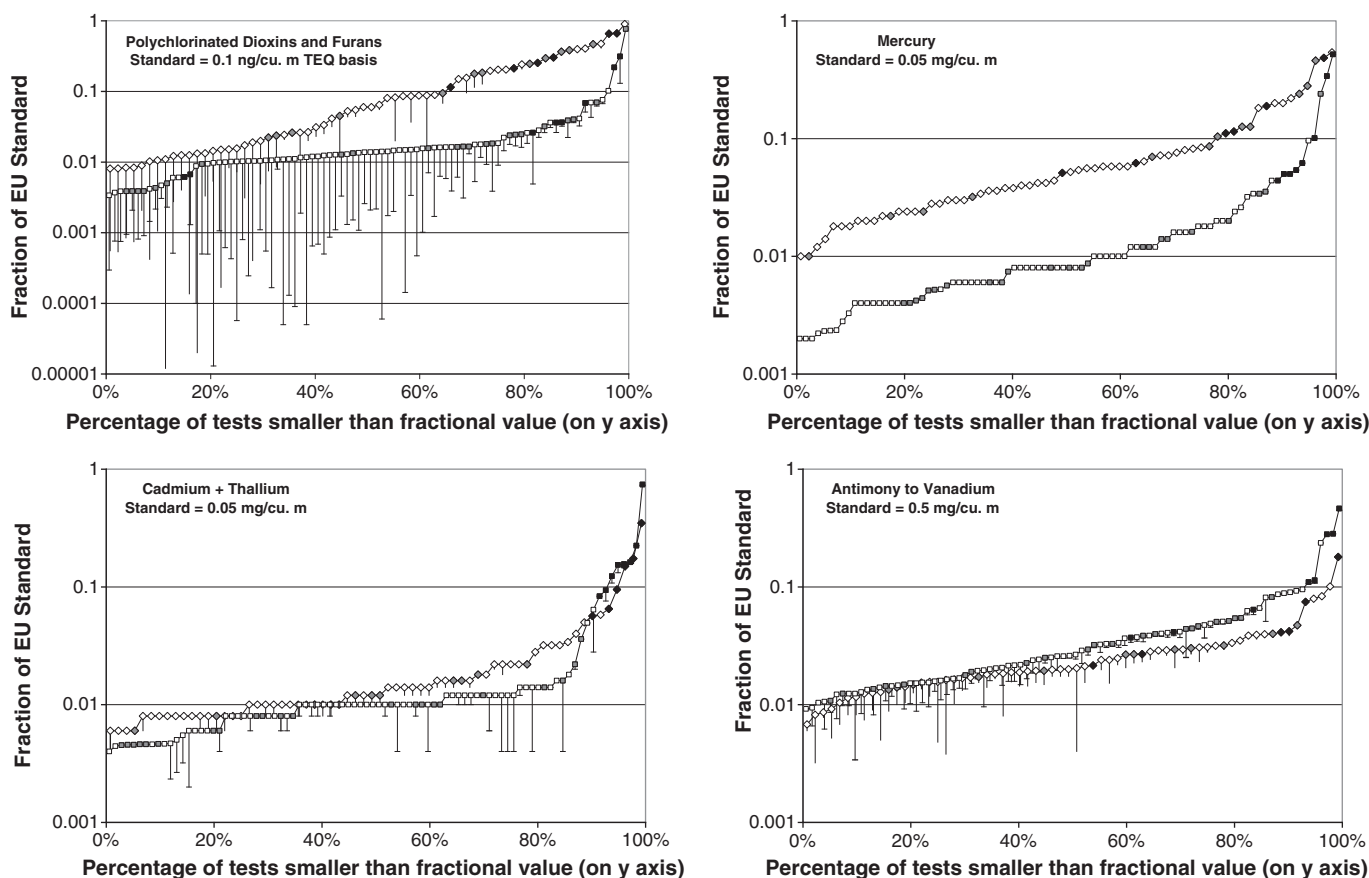 Polychlorinated Dioxins and Furans
Standard = 0.1 ng/cu. m TEQ basis
Fraction of EU Standard
1
0.1
0.01
0.001
0.0001
0.00001
0%
20%
40%
60%
80%
100%
Percentage of tests smaller than fractional value (on y axis)
Mercury
Standard = 0.05 mg/cu. m
Fraction of EU Standard
1
0.1
0.01
0.001
0%
20%
40%
60%
80%
100%
Percentage of tests smaller than fractional value (on y axis)
Cadmium + Thallium
Standard = 0.05 mg/cu. m
Fraction of EU Standard
1
0.1
0.01
0.001
0%
20%
40%
60%
80%
100%
Percentage of tests smaller than fractional value (on y axis)
Antimony to Vanadium
Standard = 0.5 mg/cu. m
Fraction of EU Standard
1
0.1
0.01
0.001
0%
20%
40%
60%
80%
100%
Percentage of tests smaller than fractional value (on y axis)